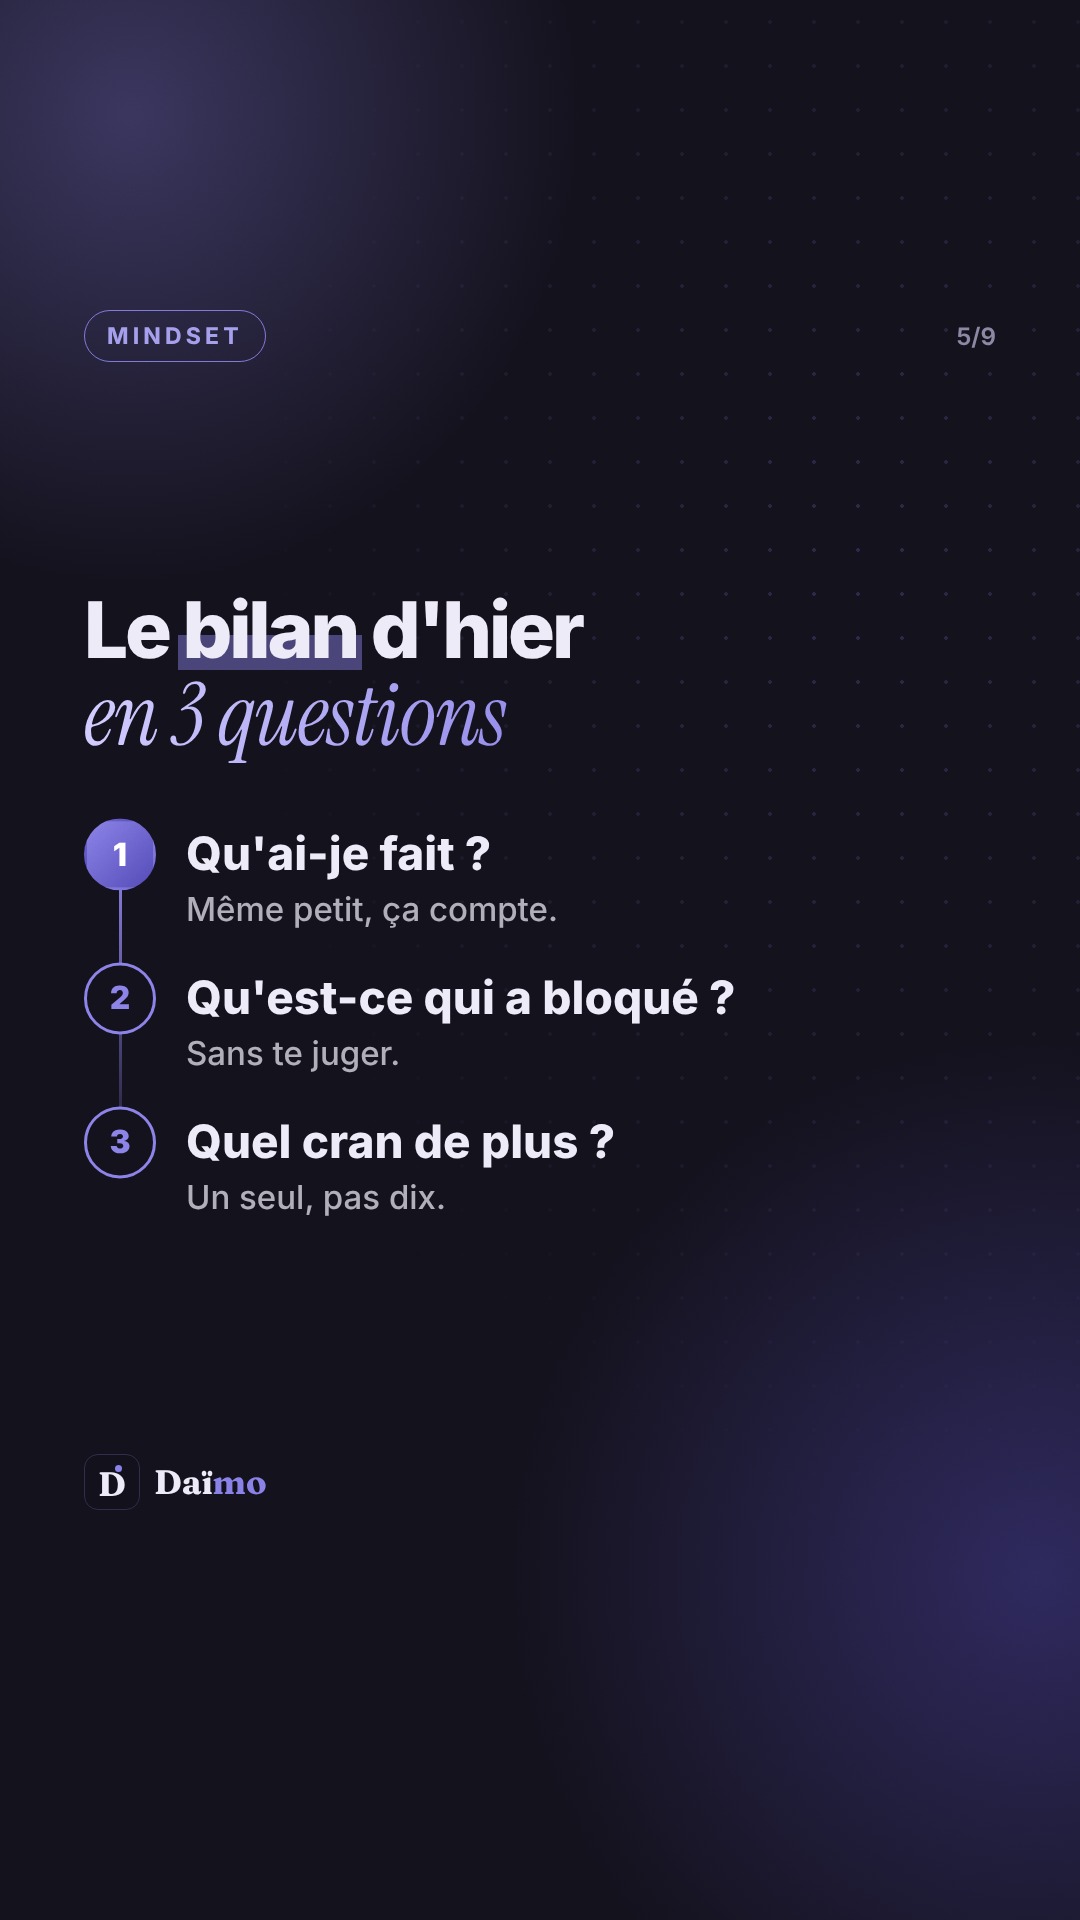 MINDSET
5/9
Le bilan d'hier
en 3 questions
1
Qu'ai-je fait ?
Même petit, ça compte.
2
Qu'est-ce qui a bloqué ?
Sans te juger.
3
Quel cran de plus ?
Un seul, pas dix.
D Daïmo